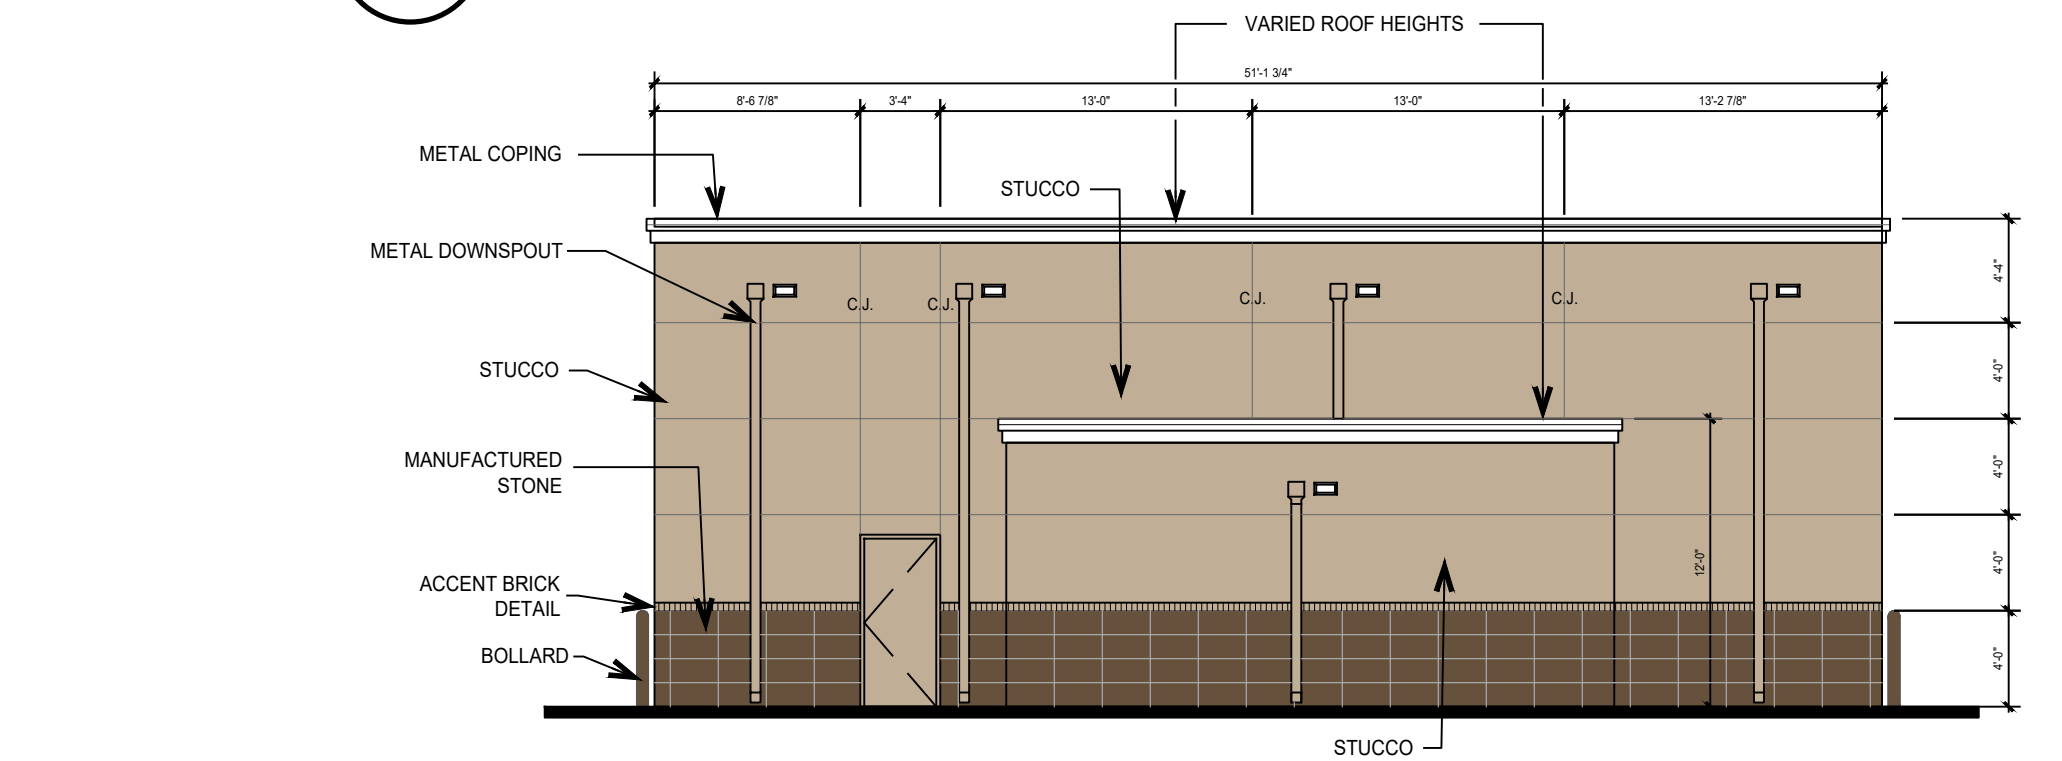 VARIED ROOF HEIGHTS
51'-1 3/4"
8'-6 7/8"
3'-4"
13'-0"
13'-0"
13'-2 7/8"
METAL COPING
STUCCO
METAL DOWNSPOUT
4'-4"
C.J.
C.J.
C.J.
C.J.
STUCCO
4'-0"
MANUFACTURED
STONE
4'-0"
12'-0"
4'-0"
ACCENT BRICK
DETAIL
BOLLARD
4'-0"
STUCCO